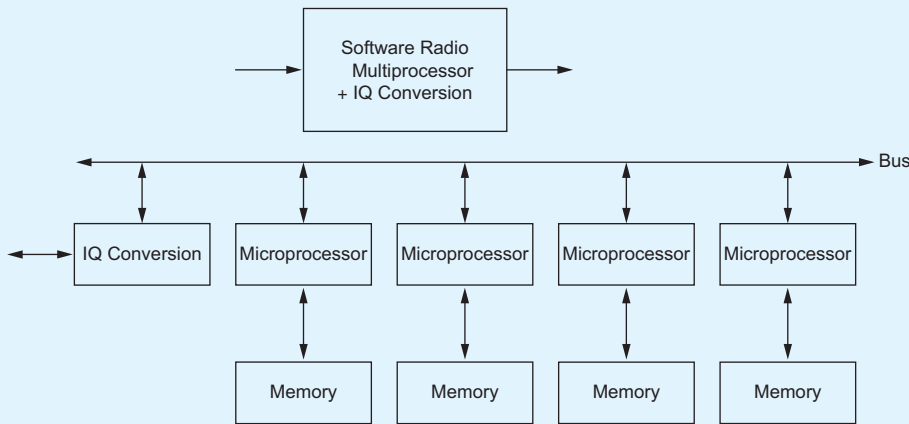 Software Radio
Multiprocessor
+ IQ Conversion
Bus
IQ Conversion
Microprocessor
Microprocessor
Microprocessor
Microprocessor
Memory
Memory
Memory
Memory